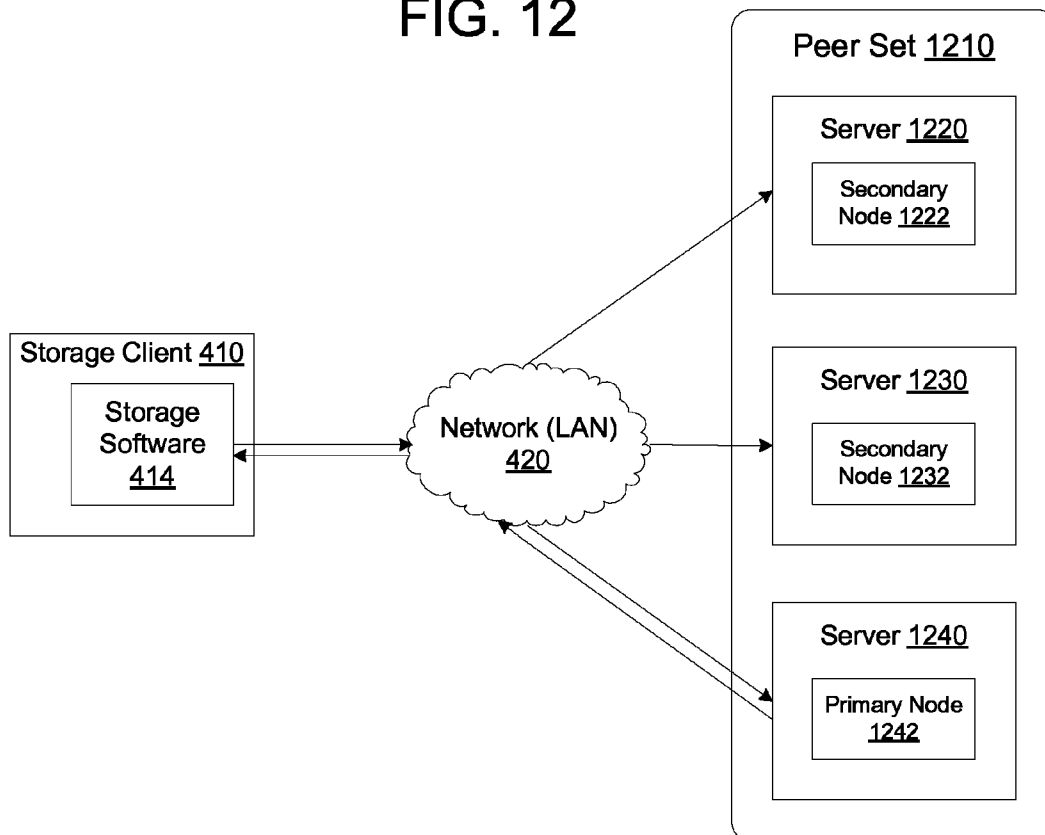 FIG. 12
Peer Set 1210
Server 1220
Secondary
Node 1222
Storage Client 410
Storage
Software
414
Network (LAN)
420
Server 1230
Secondary
Node 1232
Server 1240
Primary Node
1242